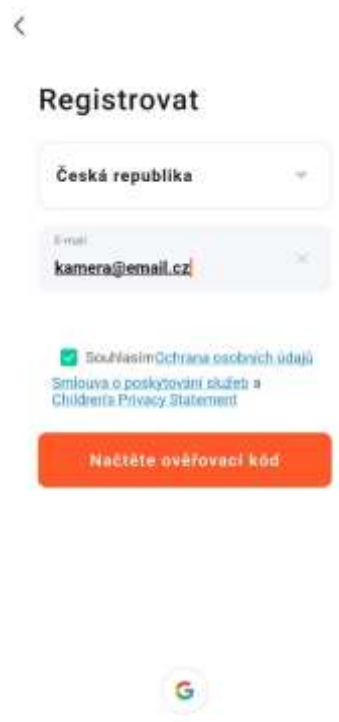 Registrovat
Česká republika
E-mail
kamera@email.cz
Souhlasím Ochrana osobních údajů
Smlouva o poskytování služeb a
Children's Privacy Statement
Načtěte ověřovací kód
G